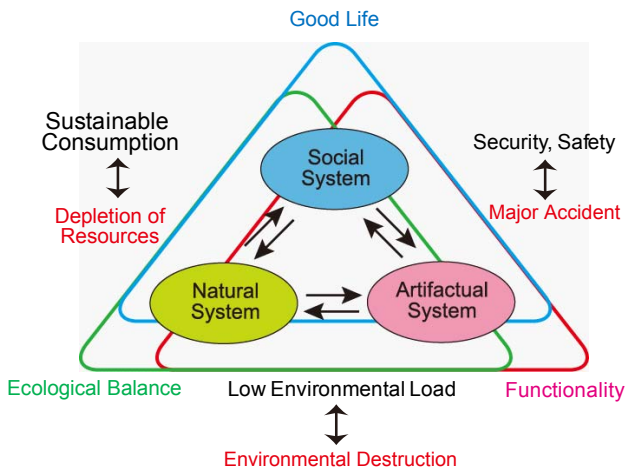 Good Life
Sustainable
Consumption
Depletion of
Resources
Social
System
Security, Safety
Major Accident
Natural
System
Artifactual
System
Ecological Balance
Low Environmental Load
Functionality
Environmental Destruction